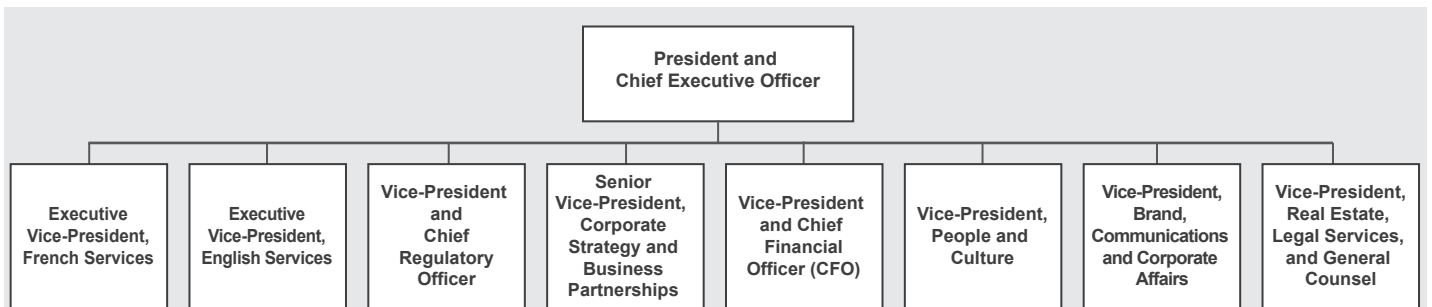 President and
Chief Executive Officer
Executive
Vice-President,
French Services
Executive
Vice-President,
English Services
Vice-President
and
Chief
Regulatory
Officer
Senior
Vice-President,
Corporate
Strategy and
Business
Partnerships
Vice-President
and Chief
Financial
Officer (CFO)
Vice-President,
People and
Culture
Vice-President,
Brand,
Communications
and Corporate
Affairs
Vice-President,
Real Estate,
Legal Services,
and General
Counsel